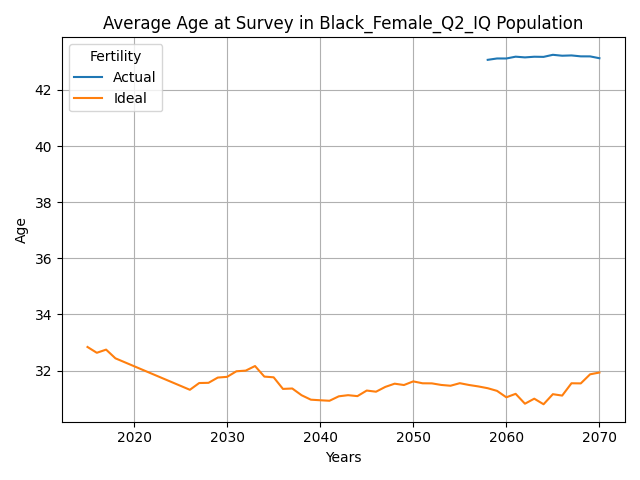 Average Age at Survey in Black_Female_Q2_IQ Population
Fertility
Actual
Ideal
42
40
38
36
34
32
Age
2020 2030 2040 2050 2060 2070
Years